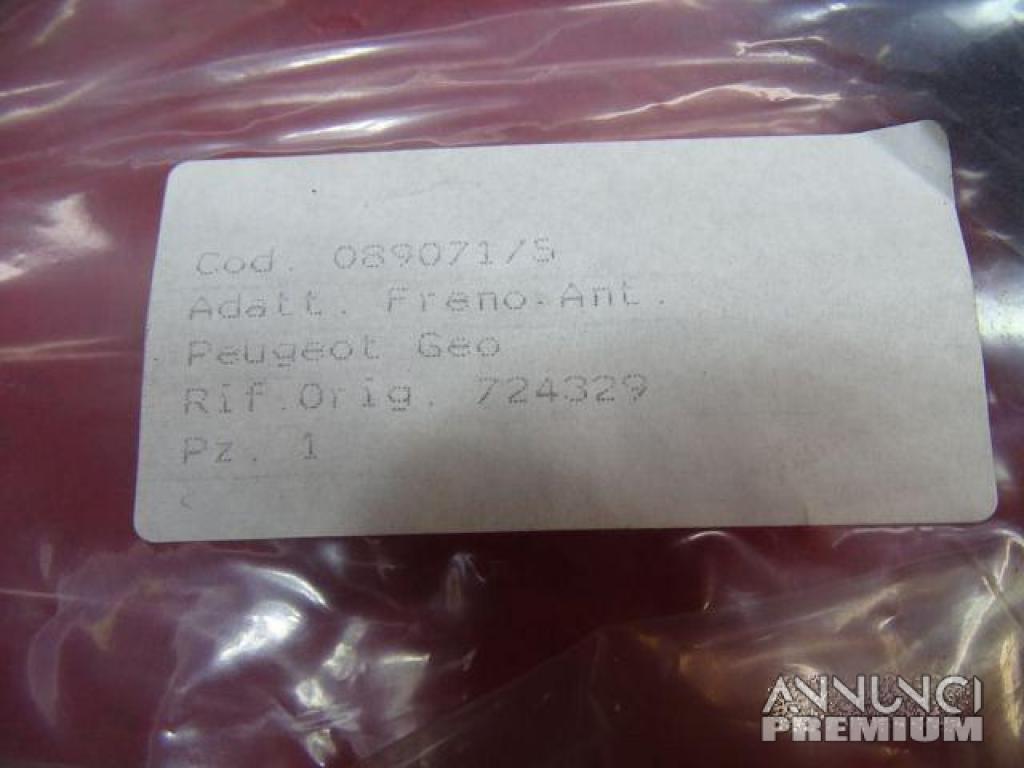 Cod. 089071/S
Adatt. Freno.Ant.
Peugeot Geo
Rif.Orig. 724329
Pz. 1
ANNUNCI
PREMIUM